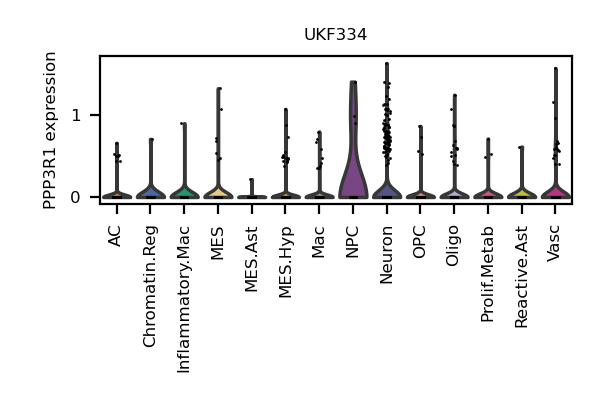 UKF334
PPP3R1 expression
1
0
AC
Chromatin.Reg
Inflammatory.Mac
MES
MES.Ast
MES.Hyp
Mac
NPC
Neuron
OPC
Oligo
Prolif.Metab
Reactive.Ast
Vasc